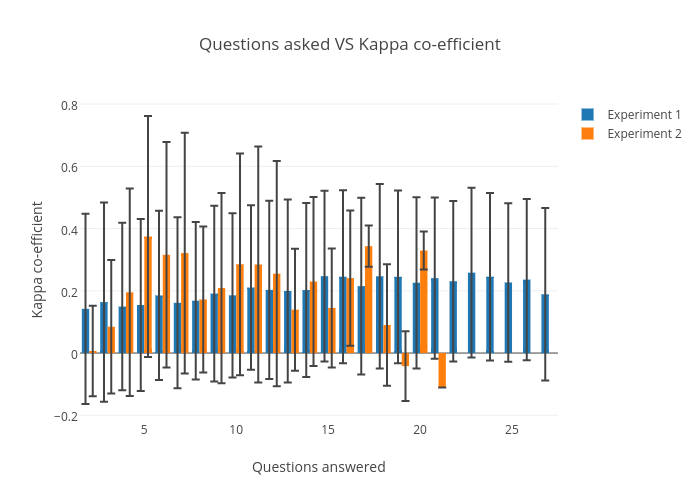 Questions asked VS Kappa co-efficient
Experiment 1
Experiment 2
Kappa co-efficient
0.8
0.6
0.4
0.2
0
−0.2
5
10
15
20
25
Questions answered